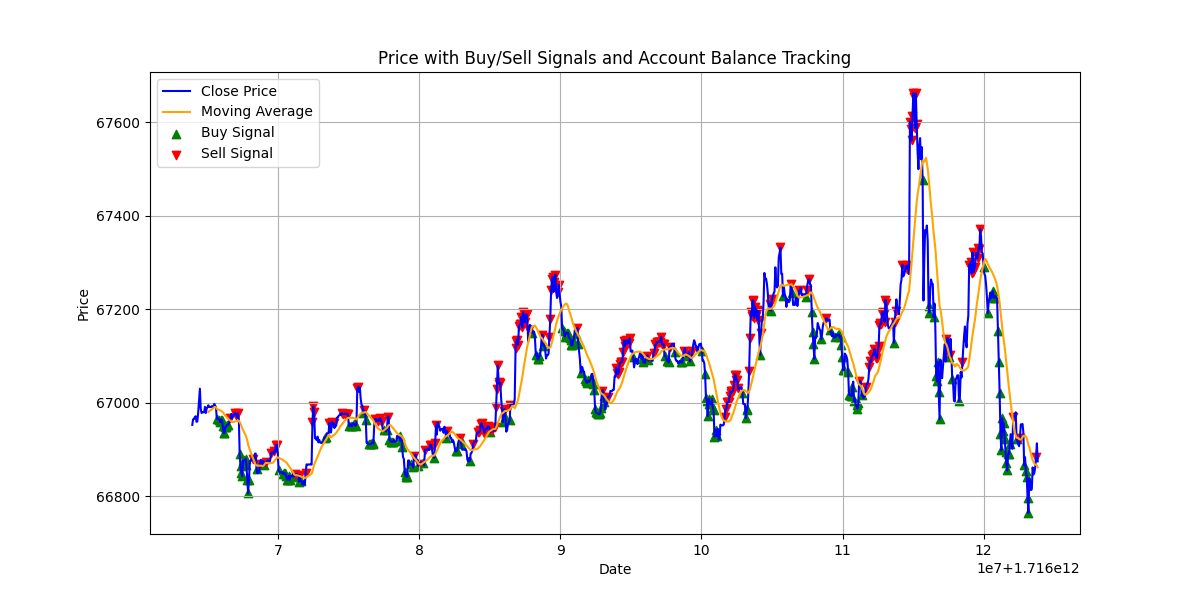 Price with Buy/Sell Signals and Account Balance Tracking
Close Price
Moving Average
Buy Signal
Sell Signal
67600
67400
67200
67000
66800
Price
7 8 9 10 11 12
Date
1e7+1.716e12